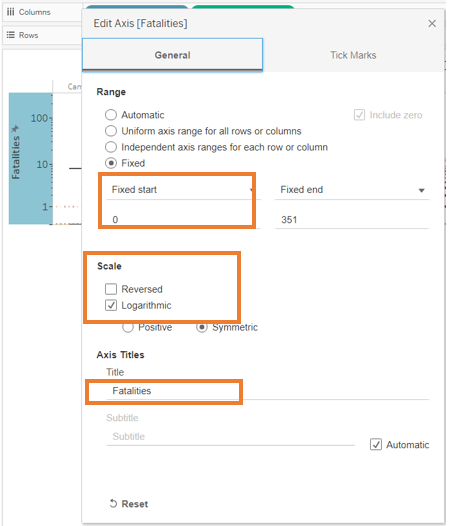 Columns
Rows
Edit Axis [Fatalities]
General
Tick Marks
Range
Automatic
Include zero
Uniform axis range for all rows or columns
Independent axis ranges for each row or column
Fixed
Fixed start
Fixed end
0
351
Scale
Reversed
Logarithmic
Positive
Symmetric
Axis Titles
Title
Fatalities
Subtitle
Subtitle
Automatic
Reset
Fatalities
100
10
1